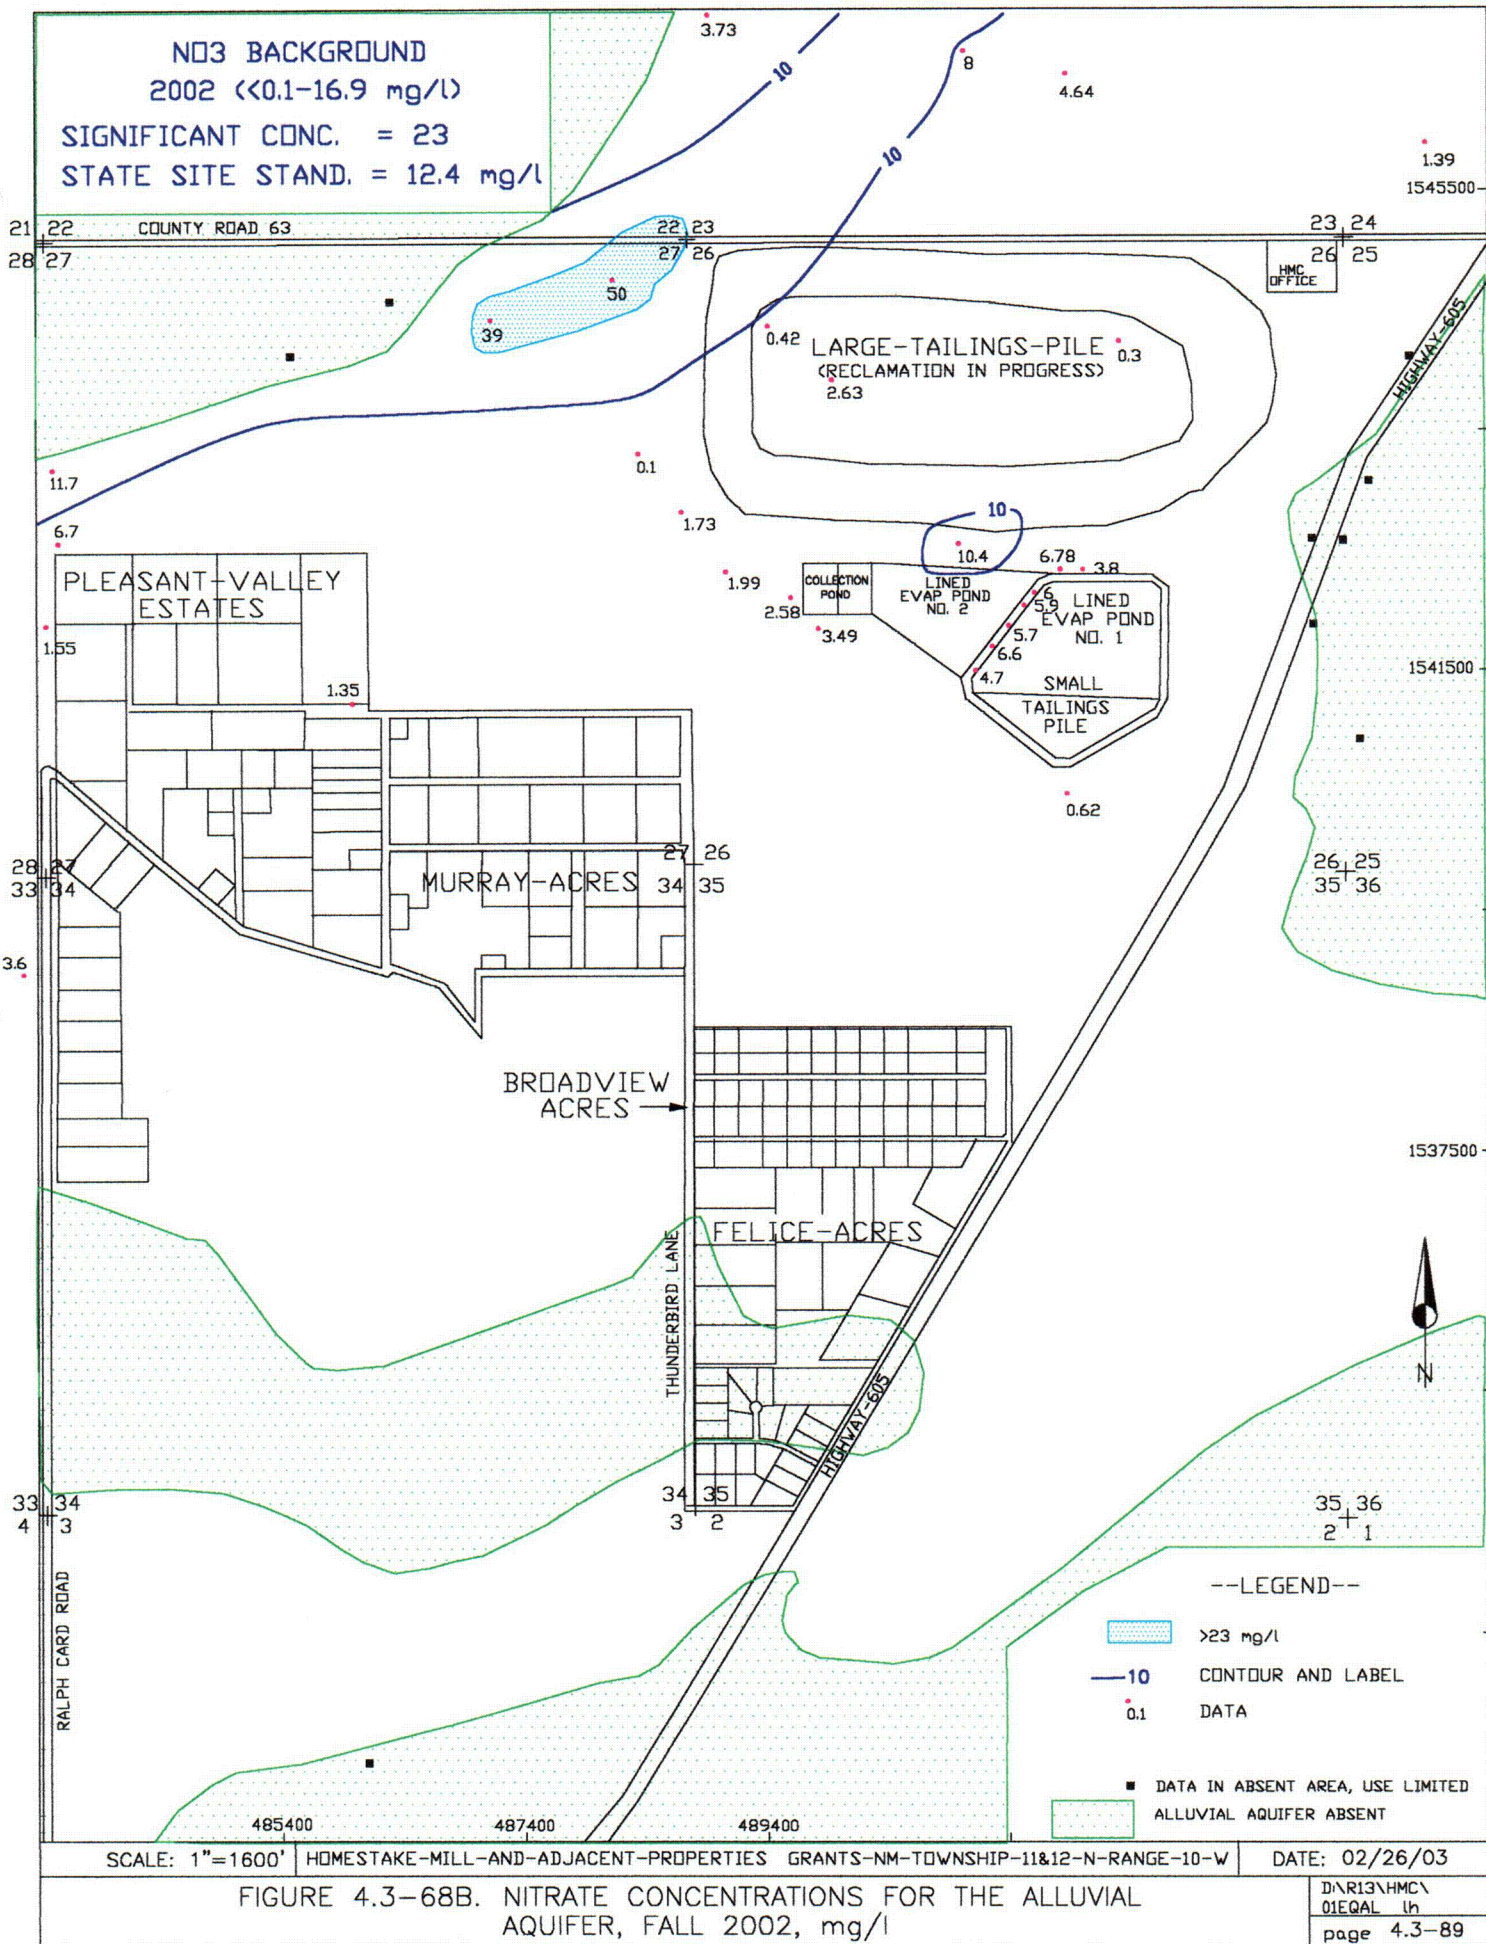 NO3 BACKGROUND
2002 (<0.1-16.9 mg/l)
SIGNIFICANT CONC. = 23
STATE SITE STAND. = 12.4 mg/l
3.73
10
8
4.64
10
1.39
1545500
21 22
28 27
COUNTY ROAD 63
22 23
27 26
23 24
26 25
HMC
OFFICE
HIGHWAY-605
50
39
0.42
LARGE-TAILINGS-PILE
(RECLAMATION IN PROGRESS)
0.3
2.63
0.1
11.7
1.73
10
10.4
6.7
6.78
3.8
PLEASANT-VALLEY
ESTATES
1.99
2.58
3.49
COLLECTION
POND
LINED
EVAP POND
NO. 2
6
5.9
5.7
6.6
4.7
LINED
EVAP POND
NO. 1
SMALL
TAILINGS
PILE
1.55
1.35
1541500
0.62
28 27
33 34
MURRAY-ACRES
27 26
34 35
26 25
35 36
3.6
BROADVIEW
ACRES
1537500
FELICE-ACRES
THUNDERBIRD LANE
HIGHWAY-605
N
33 34
4 3
34 35
3 2
35 36
2 1
RALPH CARD ROAD
--LEGEND--
>23 mg/l
10 CONTOUR AND LABEL
0.1 DATA
DATA IN ABSENT AREA, USE LIMITED
ALLUVIAL AQUIFER ABSENT
485400 487400 489400
SCALE: 1"=1600' HOMESTAKE-MILL-AND-ADJACENT-PROPERTIES GRANTS-NM-TOWNSHIP-11&12-N-RANGE-10-W DATE: 02/26/03
FIGURE 4.3-68B. NITRATE CONCENTRATIONS FOR THE ALLUVIAL
AQUIFER, FALL 2002, mg/l
D:\R13\HMC\
01EQAL lh
page 4.3-89